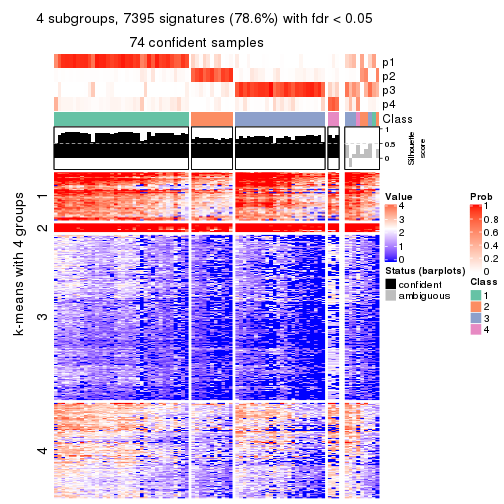 4 subgroups, 7395 signatures (78.6%) with fdr < 0.05
74 confident samples
p1
p2
p3
p4
Class
1
0.5
0
Silhouette
score
k-means with 4 groups
1
2
3
4
Value
4
3
2
1
0
Status (barplots)
confident
ambiguous
Prob
1
0.8
0.6
0.4
0.2
0
Class
1
2
3
4